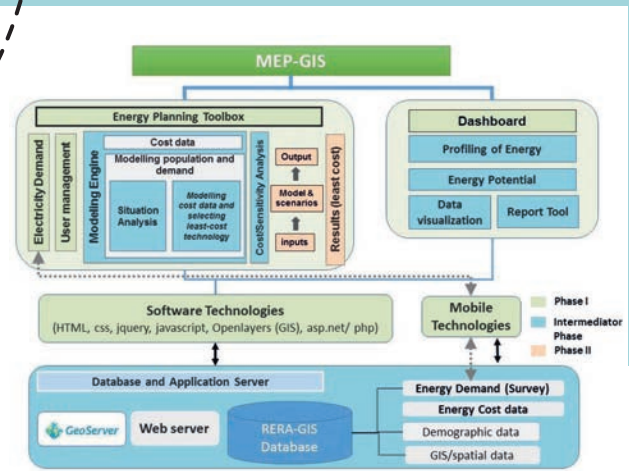 MEP-GIS
Energy Planning Toolbox
Electricity Demand
User management
Modeling Engine
Cost data
Modelling population and
demand
Situation
Analysis
Modelling
cost data and
selecting
least-cost
technology
Cost/Sensitivity Analysis
Output
Model &
scenarios
inputs
Results (least cost)
Dashboard
Profiling of Energy
Energy Potential
Data
visualization
Report Tool
Software Technologies
(HTML, css, jquery, javascript, Openlayers (GIS), asp.net/ php)
Mobile
Technologies
Phase I
Intermediator
Phase
Phase II
Database and Application Server
GeoServer
Web server
RERA-GIS
Database
Energy Demand (Survey)
Energy Cost data
Demographic data
GIS/spatial data